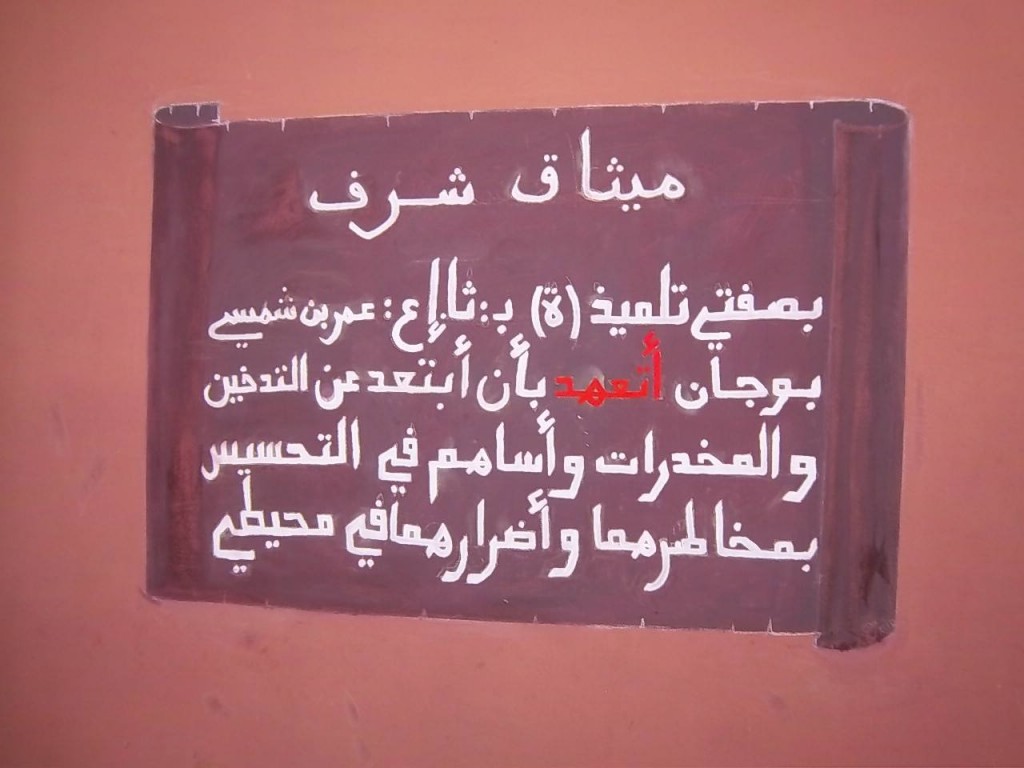 ميثاق شرف
بصفتي تلميذ (ة) ب: ثا.إع: عمر بن شميسي
بوجان أتعهد بأن أبتعد عن التدخين
والمخدرات وأساهم في التحسيس
بمخاطرهما وأضرارهما في محيطي